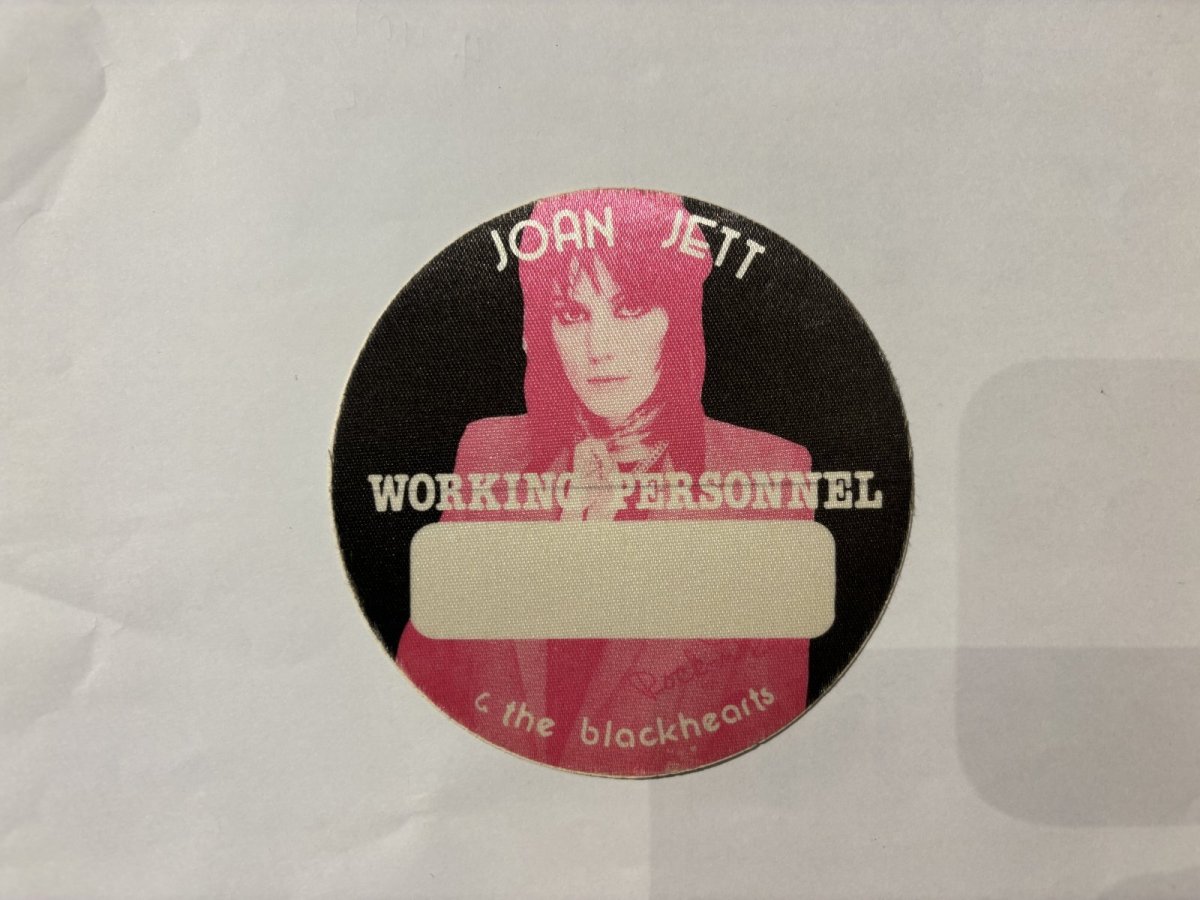 JOAN JETT
WORKING PERSONNEL
& the blackhearts